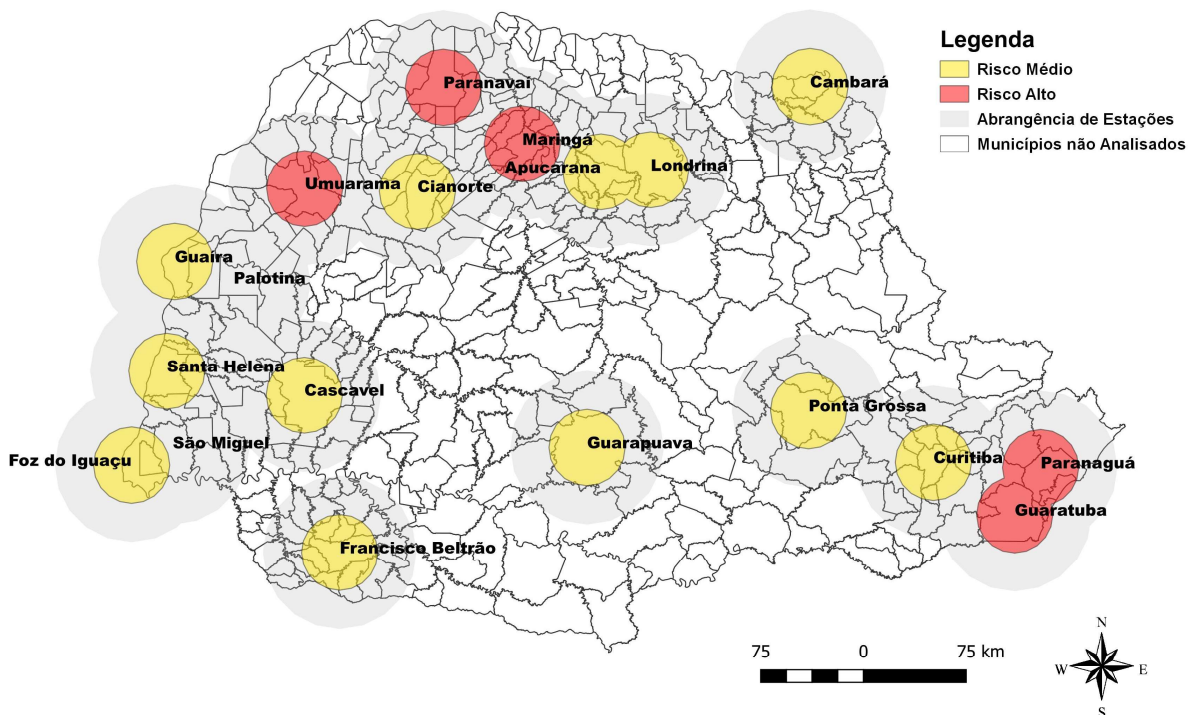 Legenda
Risco Médio
Risco Alto
Abrangência de Estações
Municípios não Analisados
Paranavaí
Cambará
Maringá
Apucarana
Londrina
Umuarama
Cianorte
Guaíra
Palotina
Santa Helena
Cascavel
São Miguel
Foz do Iguaçu
Guarapuava
Ponta Grossa
Curitiba
Paranaguá
Guaratuba
Francisco Beltrão
75 0 75 km
N
W E
S